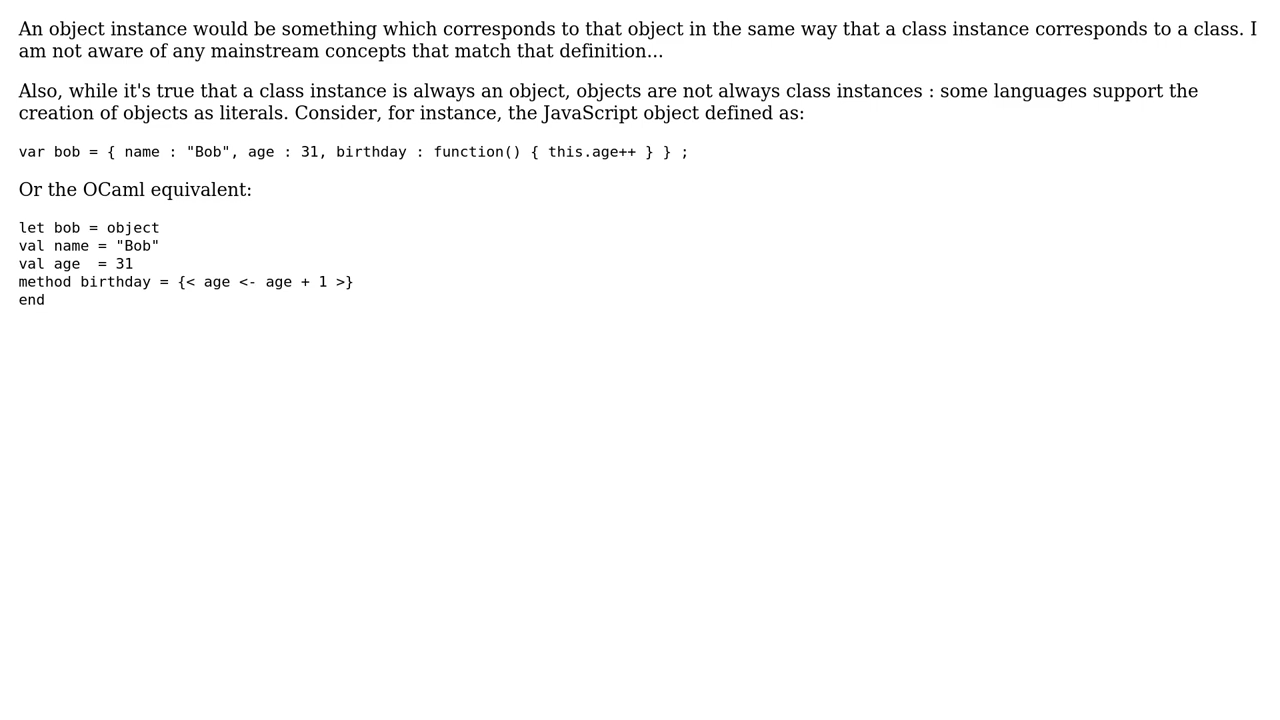 An object instance would be something which corresponds to that object in the same way that a class instance corresponds to a class. I
am not aware of any mainstream concepts that match that definition...
Also, while it's true that a class instance is always an object, objects are not always class instances : some languages support the
creation of objects as literals. Consider, for instance, the JavaScript object defined as:
var bob = { name : "Bob", age : 31, birthday : function() { this.age++ } } ;
Or the OCaml equivalent:
let bob = object
val name = "Bob"
val age  = 31
method birthday = {< age <- age + 1 >}
end